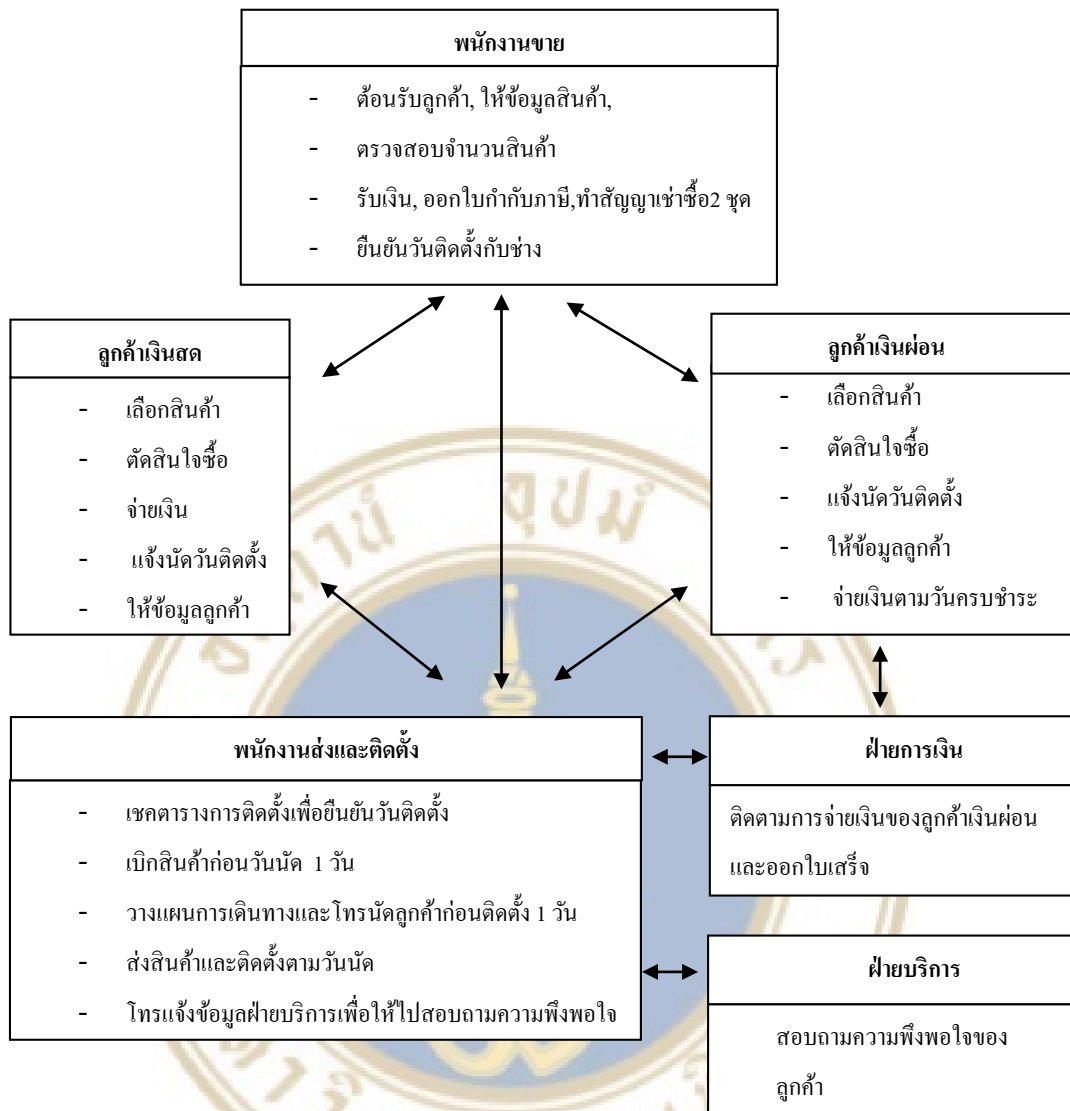 พนักงานขาย
- ต้อนรับลูกค้า, ให้ข้อมูลสินค้า,
- ตรวจสอบจำนวนสินค้า
- รับเงิน, ออกใบกำกับภาษี,ทำสัญญาเช่าซื้อ2 ชุด
- ยืนยันวันติดตั้งกับช่าง
ลูกค้าเงินสด
- เลือกสินค้า
- ตัดสินใจซื้อ
- จ่ายเงิน
- แจ้งนัดวันติดตั้ง
- ให้ข้อมูลลูกค้า
ลูกค้าเงินผ่อน
- เลือกสินค้า
- ตัดสินใจซื้อ
- แจ้งนัดวันติดตั้ง
- ให้ข้อมูลลูกค้า
- จ่ายเงินตามวันครบชำระ
พนักงานส่งและติดตั้ง
- เชคตารางการติดตั้งเพื่อยืนยันวันติดตั้ง
- เบิกสินค้าก่อนวันนัด 1 วัน
- วางแผนการเดินทางและโทรนัดลูกค้าก่อนติดตั้ง 1 วัน
- ส่งสินค้าและติดตั้งตามวันนัด
- โทรแจ้งข้อมูลฝ่ายบริการเพื่อให้ไปสอบถามความพึงพอใจ
ฝ่ายการเงิน
ติดตามการจ่ายเงินของลูกค้าเงินผ่อน
และออกใบเสร็จ
ฝ่ายบริการ
สอบถามความพึงพอใจของ
ลูกค้า
อุปมํ